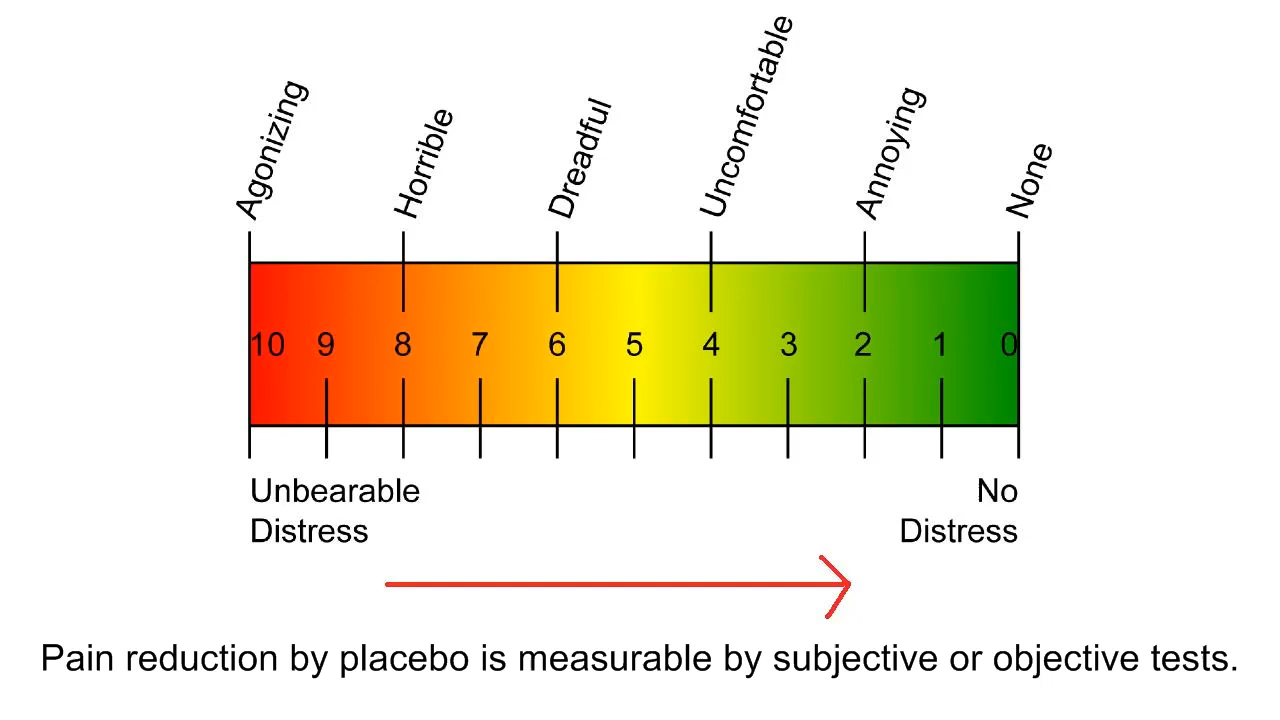 Agonizing
Horrible
Dreadful
Uncomfortable
Annoying
None
10 9 8 7 6 5 4 3 2 1 0
Unbearable No
Distress Distress
Pain reduction by placebo is measurable by subjective or objective tests.